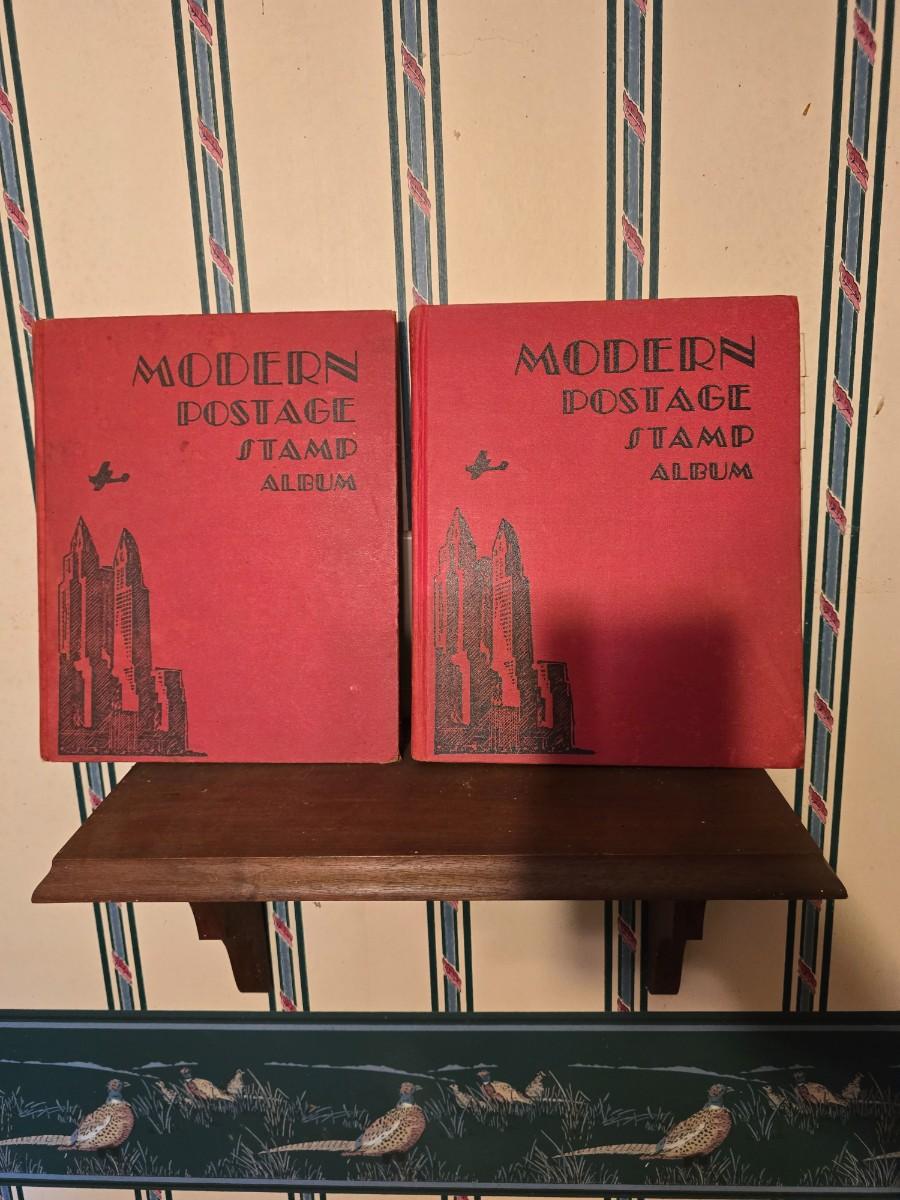 MODERN
POSTAGE
STAMP
ALBUM
MODERN
POSTAGE
STAMP
ALBUM